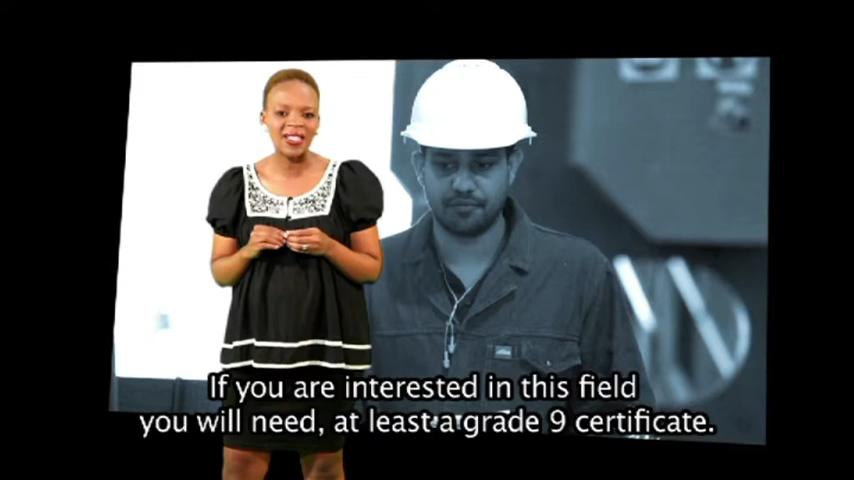 If you are interested in this field
you will need, at least a grade 9 certificate.